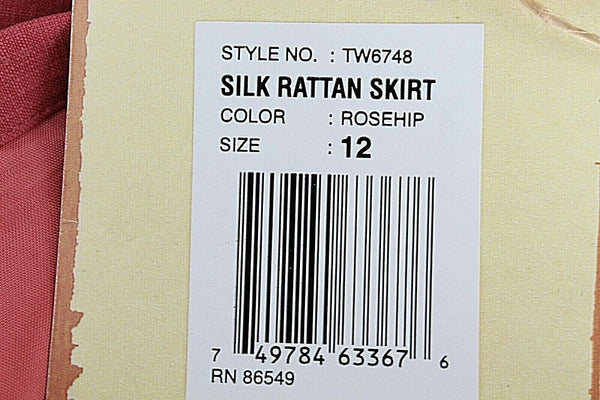 STYLE NO. : TW6748
SILK RATTAN SKIRT
COLOR : ROSEHIP
SIZE : 12
7 49784 63367 6
RN 86549